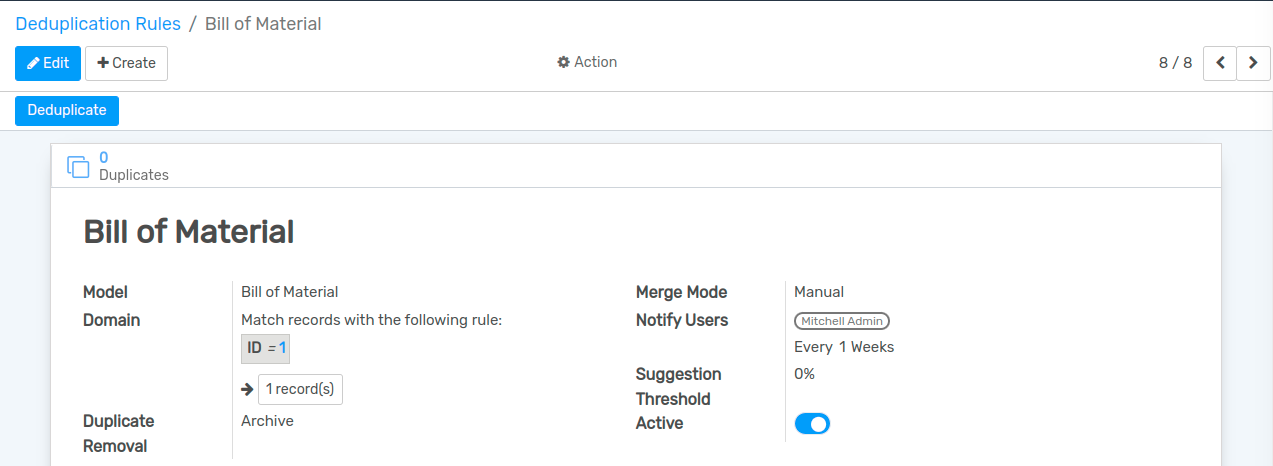 Deduplication Rules / Bill of Material
Edit
Create
Action
8 / 8
Deduplicate
0
Duplicates
Bill of Material
Model
Bill of Material
Domain
Match records with the following rule:
ID = 1
1 record(s)
Duplicate
Removal
Archive
Merge Mode
Manual
Notify Users
Mitchell Admin
Every 1 Weeks
Suggestion
Threshold
0%
Active